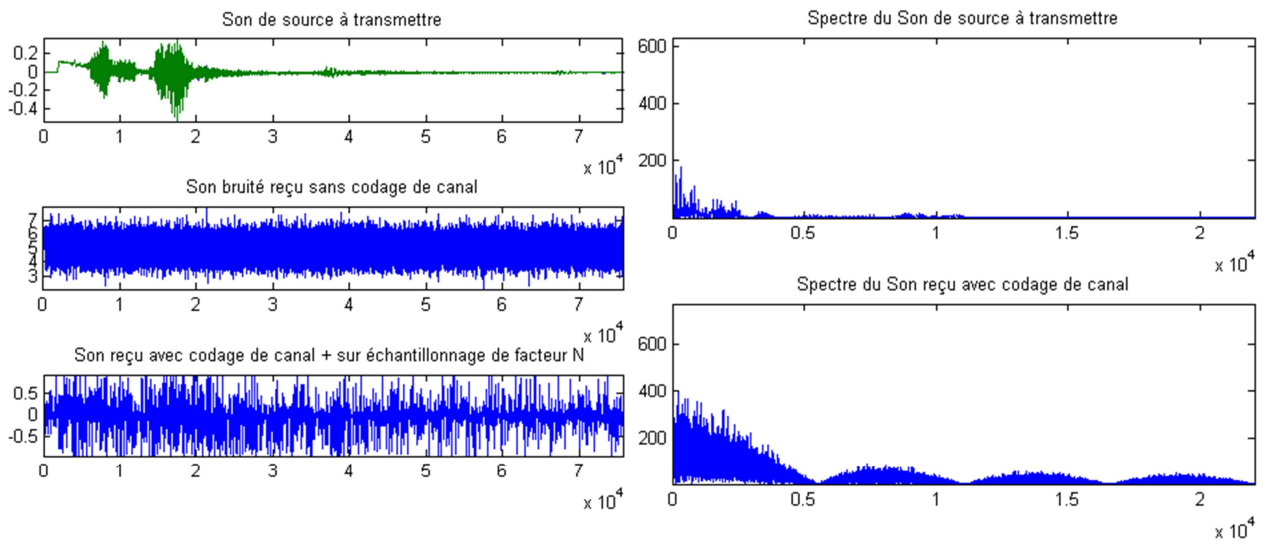 Son de source à transmettre
0.2
0
-0.2
-0.4
0 1 2 3 4 5 6 7
x 10^4
Son bruité reçu sans codage de canal
7
6
5
4
3
0 1 2 3 4 5 6 7
x 10^4
Son reçu avec codage de canal + sur échantillonnage de facteur N
0.5
0
-0.5
0 1 2 3 4 5 6 7
x 10^4
Spectre du Son de source à transmettre
600
400
200
0 0.5 1 1.5 2
x 10^4
Spectre du Son reçu avec codage de canal
600
400
200
0 0.5 1 1.5 2
x 10^4